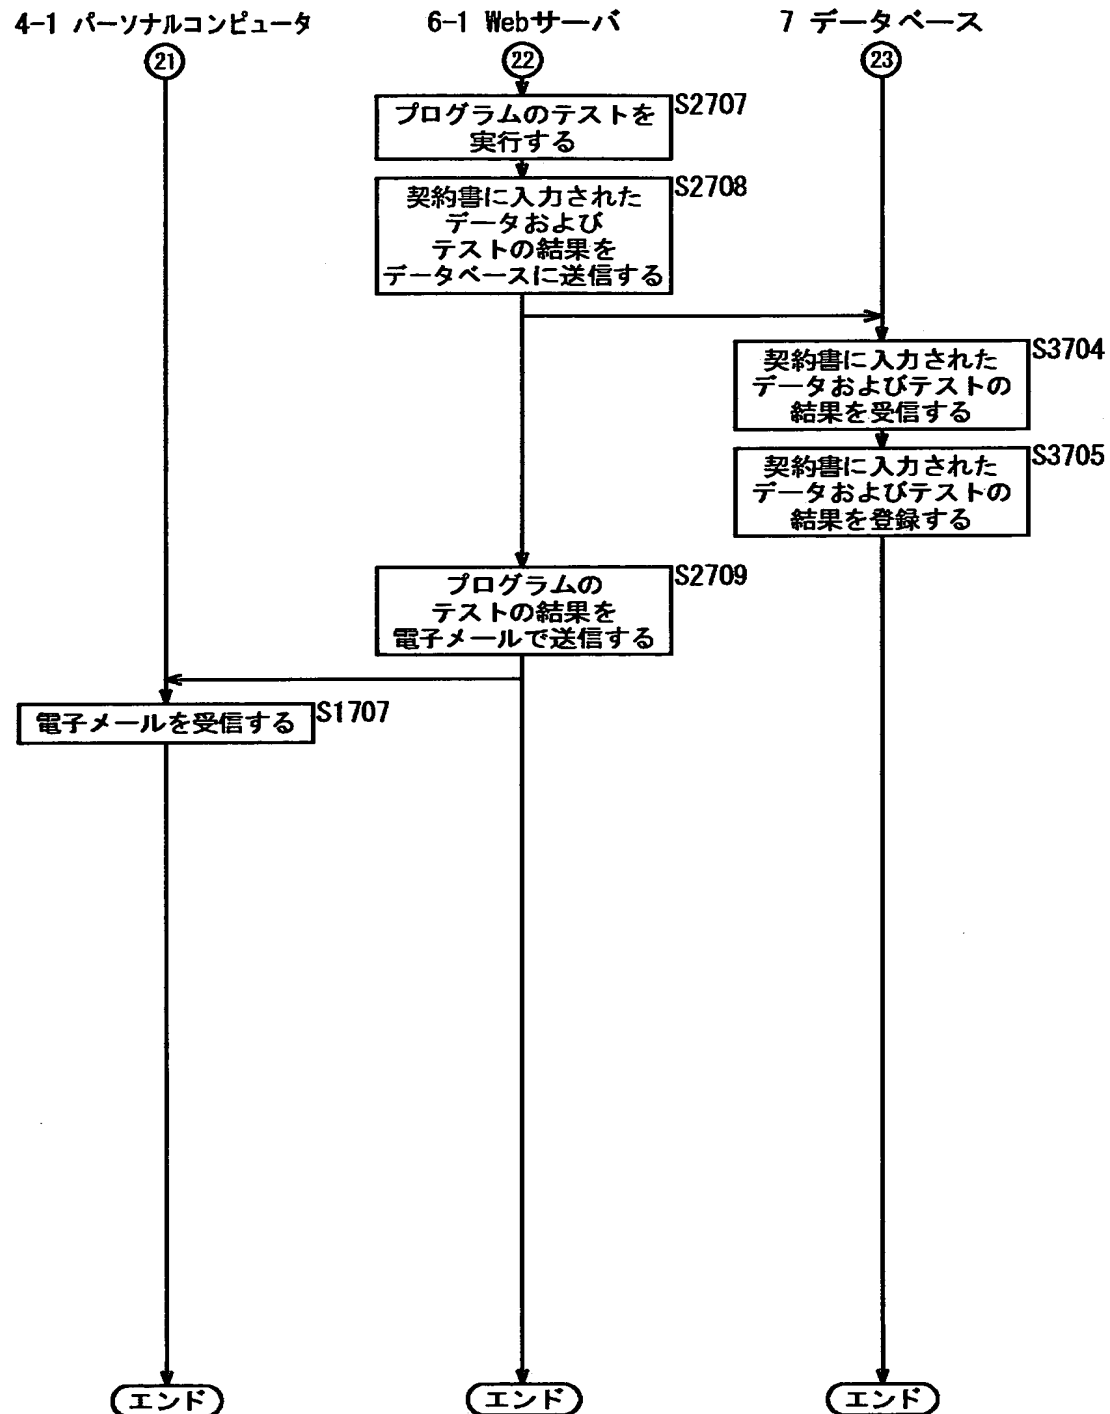 4-1 パーソナルコンピュータ
6-1 Webサーバ
7 データベース
21
22
23
プログラムのテストを
実行する
S2707
契約書に入力された
データおよび
テストの結果を
データベースに送信する
S2708
契約書に入力された
データおよびテストの
結果を受信する
S3704
契約書に入力された
データおよびテストの
結果を登録する
S3705
プログラムの
テストの結果を
電子メールで送信する
S2709
電子メールを受信する
S1707
エンド
エンド
エンド